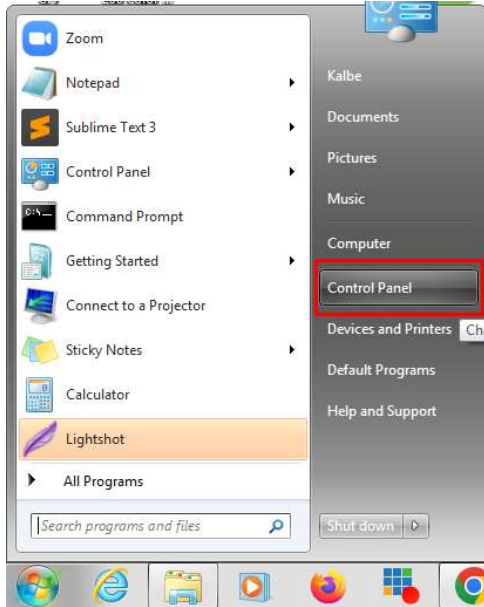 Zoom
Notepad
Sublime Text 3
Control Panel
C:\_
Command Prompt
Getting Started
Connect to a Projector
Sticky Notes
Calculator
Lightshot
All Programs
Search programs and files
Kalbe
Documents
Pictures
Music
Computer
Control Panel
Devices and Printers
Ch
Default Programs
Help and Support
Shut down